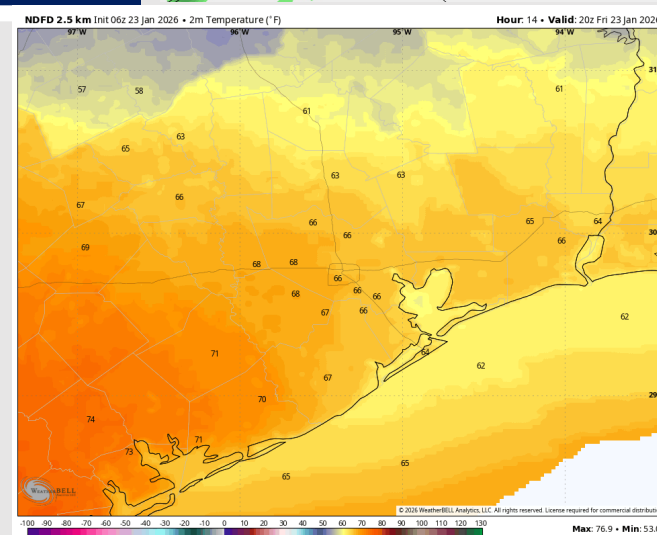 NDFD 2.5 km Init 06z 23 Jan 2026 • 2m Temperature (˚F)
Hour: 14 • Valid: 20z Fri 23 Jan 2026
97°W 96°W 95°W 94°W
31
57 58 61 61
63
65
63 63
66
67
66 65 64
66 66
30
69
68 68
66
68 66 66
67 66
62
71 64
62
67
70
29
74
71
73
65
65
WeatherBELL
© 2026 WeatherBELL Analytics, LLC. All rights reserved. License required for commercial distributi
-100 -90 -80 -70 -60 -50 -40 -30 -20 -10 0 10 20 30 40 50 60 70 80 90 100 110 120 130
Max: 76.9 • Min: 53.